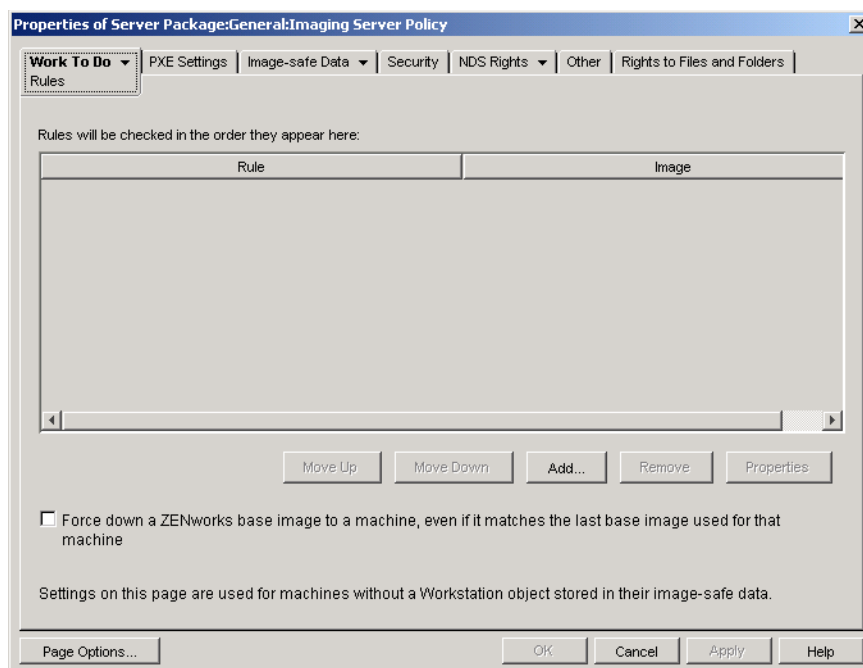 Properties of Server Package:General:Imaging Server Policy
Work To Do PXE Settings Image-safe Data Security NDS Rights Other Rights to Files and Folders
Rules
Rules will be checked in the order they appear here:
Rule Image
Move Up Move Down Add... Remove Properties
Force down a ZENworks base image to a machine, even if it matches the last base image used for that
machine
Settings on this page are used for machines without a Workstation object stored in their image-safe data.
Page Options... OK Cancel Apply Help